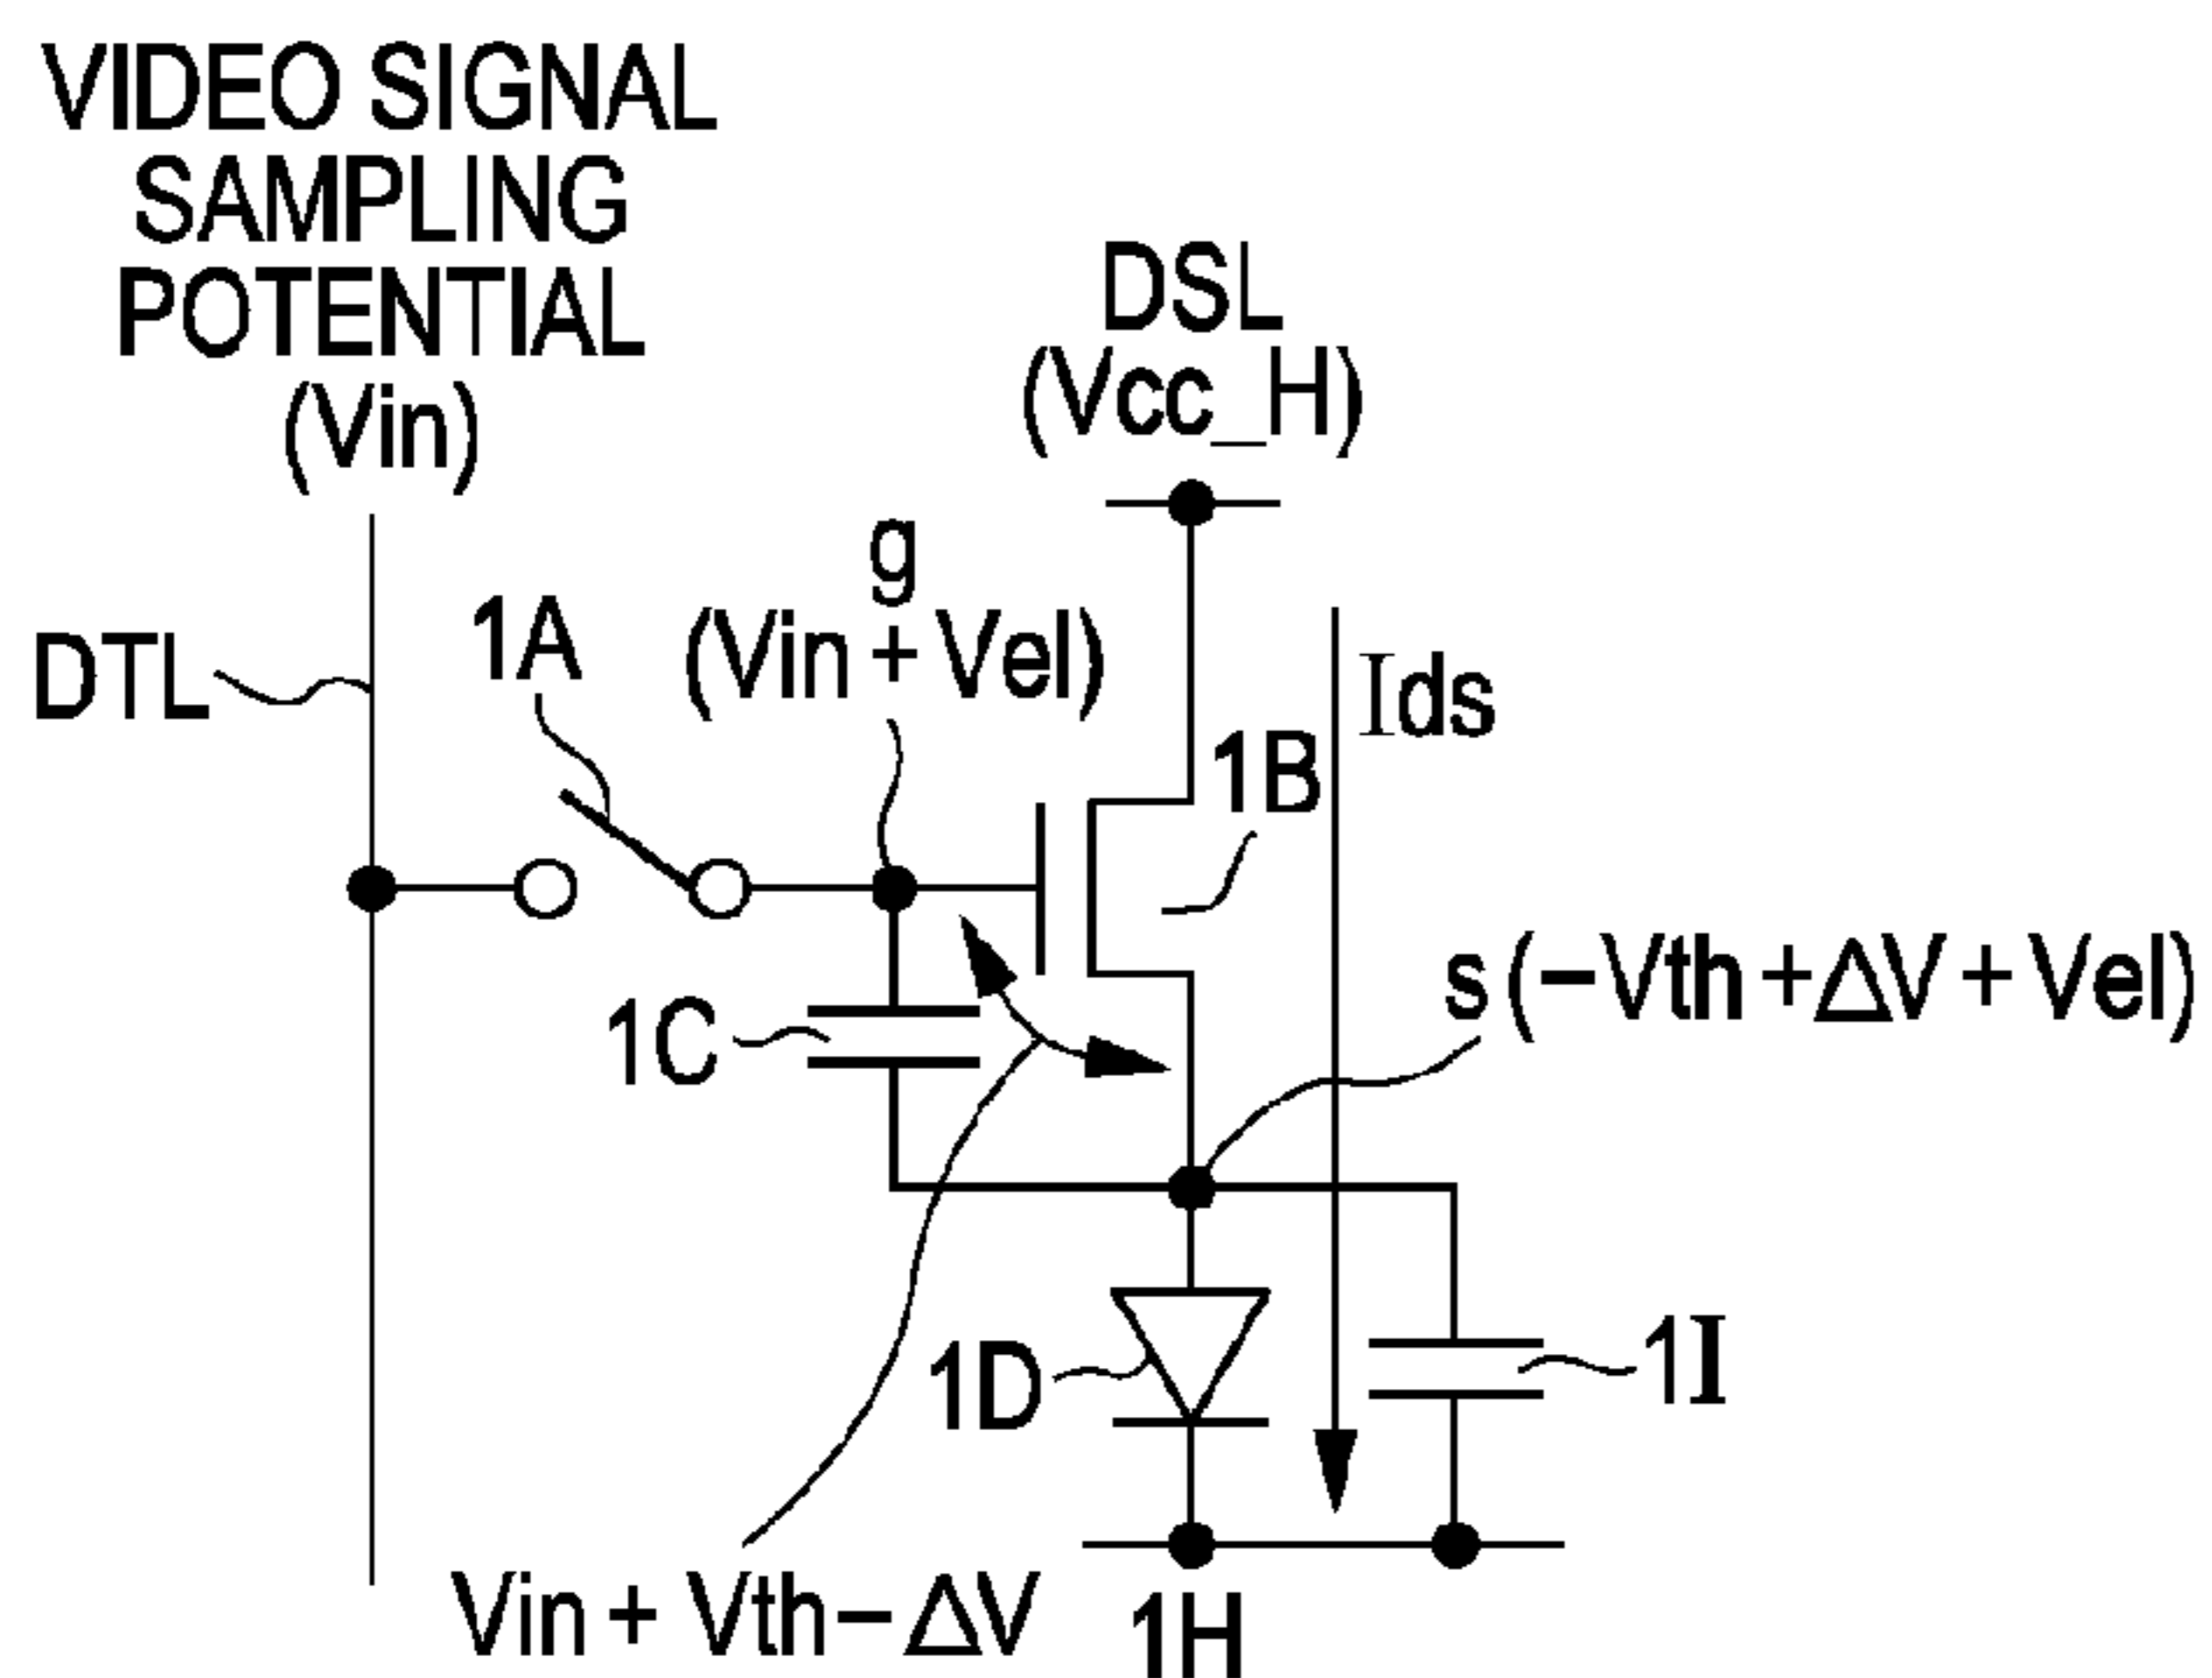 VIDEO SIGNAL
SAMPLING
POTENTIAL
(Vin)
DSL
(Vcc_H)
g
(Vin + Vel)
1A
DTL
Ids
1B
s (−Vth + ΔV + Vel)
1C
1D
1I
Vin + Vth − ΔV
1H